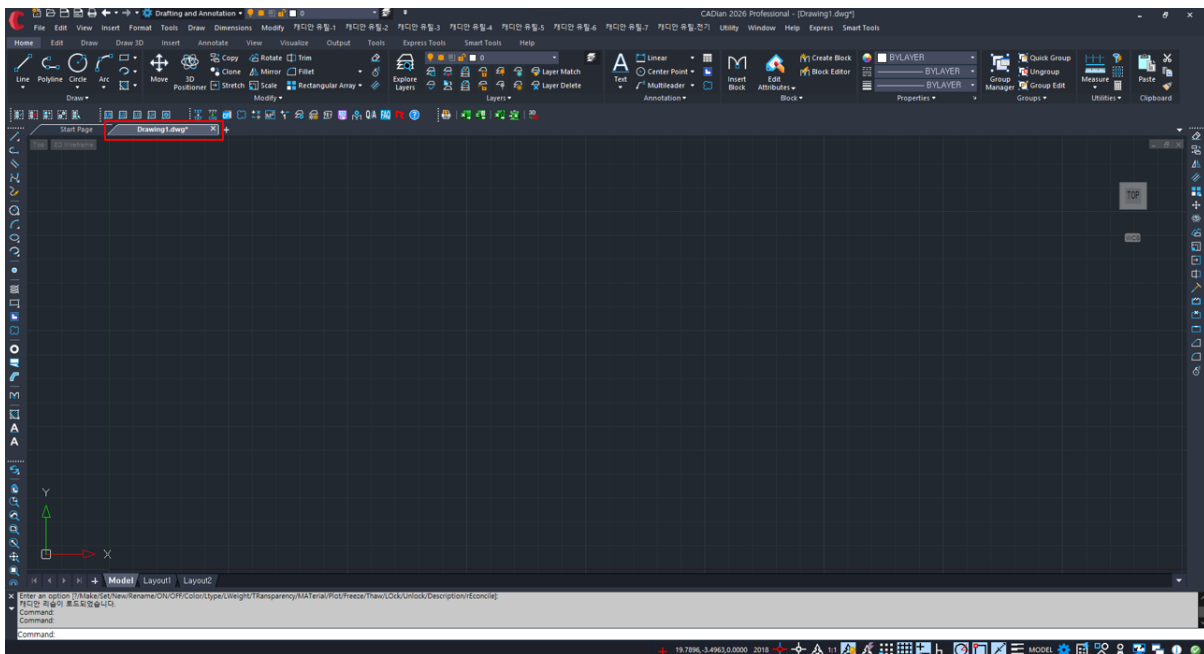 Drafting and Annotation
0
CADian 2026 Professional - [Drawing1.dwg*]
File Edit View Insert Format Tools Draw Dimensions Modify 캐디안 유틸-1 캐디안 유틸-2 캐디안 유틸-3 캐디안 유틸-4 캐디안 유틸-5 캐디안 유틸-6 캐디안 유틸-7 캐디안 유틸.전기 Utility Window Help Express Smart Tools
Home Edit Draw Draw 3D Insert Annotate View Visualize Output Tools Express Tools Smart Tools Help
Copy Rotate Trim 0 Linear Create Block BYLAYER Quick Group
Clone Mirror Fillet Layer Match Center Point Block Editor BYLAYER Ungroup
Stretch Scale Rectangular Array Layer Delete Multileader BYLAYER Group Edit
Line Polyline Circle Arc Move 3D Positioner Explore Layers Text Insert Block Edit Attributes Group Manager Measure Paste
Draw Modify Layers Annotation Block Properties Groups Utilities Clipboard
Q/A FAQ
Start Page Drawing1.dwg* X +
Top 2D Wireframe
TOP
WCS
Y
X
Model Layout1 Layout2
Enter an option [?/Make/Set/New/Rename/ON/OFF/Color/Ltype/LWeight/TRansparency/MATerial/Plot/Freeze/Thaw/LOck/Unlock/Description/rEconcile]:
캐디안 리습이 로드되었습니다.
Command:
Command:
Command:
19.7896,-3.4963,0.0000 2018 1:1 MODEL